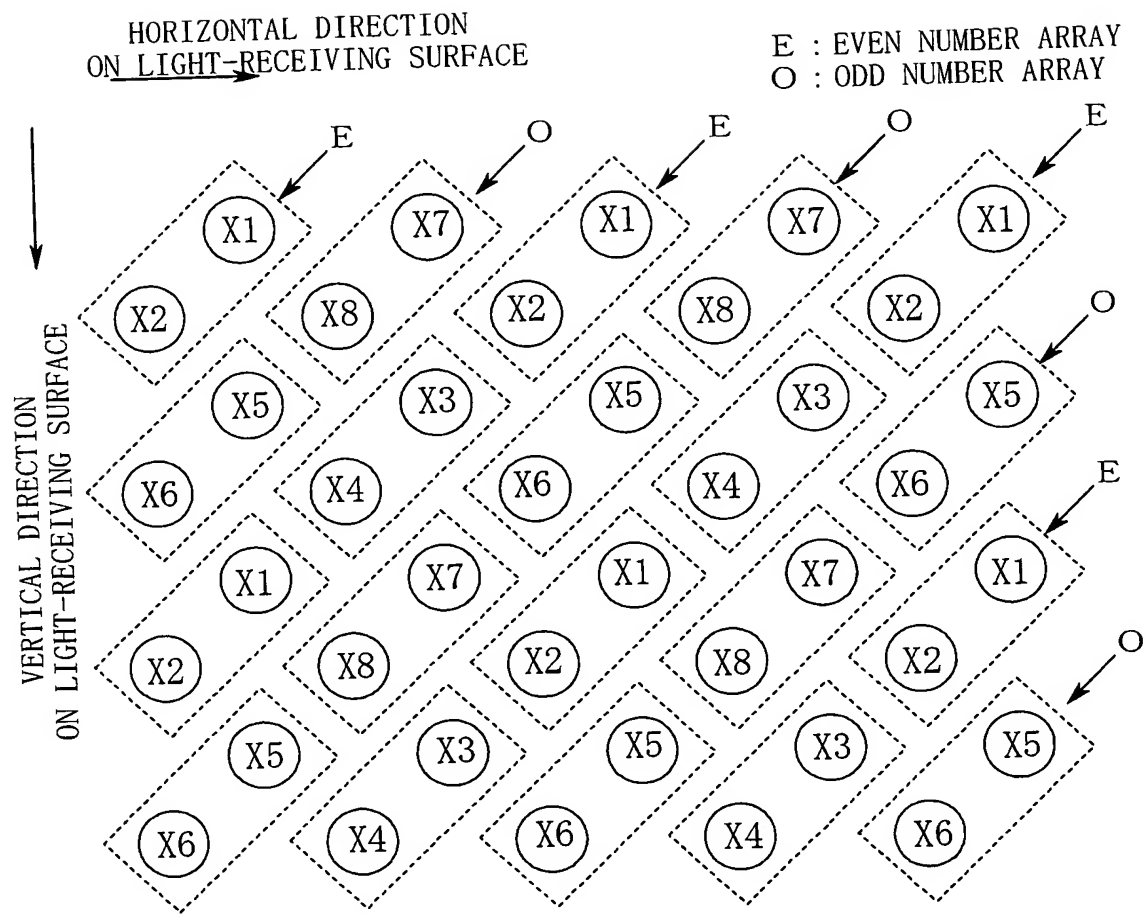 HORIZONTAL DIRECTION
ON LIGHT-RECEIVING SURFACE
E : EVEN NUMBER ARRAY
O : ODD NUMBER ARRAY
E O E O E
X1 X7 X1 X7 X1
X2 X8 X2 X8 X2
O
X5 X3 X5 X3 X5
X6 X4 X6 X4 X6
E
X1 X7 X1 X7 X1
X2 X8 X2 X8 X2
O
X5 X3 X5 X3 X5
X6 X4 X6 X4 X6
VERTICAL DIRECTION
ON LIGHT-RECEIVING SURFACE